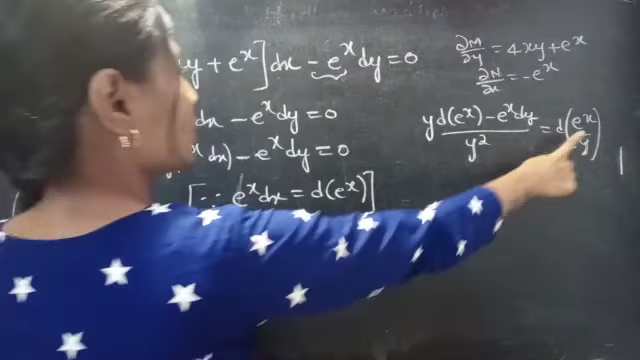 y + e^x] dx - e^x dy = 0
dx - e^x dy = 0
^x dx) - e^x dy = 0
[∵ e^x dx = d(e^x)]
∂M/∂y = 4xy + e^x
∂N/∂x = -e^x
(y d(e^x) - e^x dy)/y^2 = d(e^x/y)